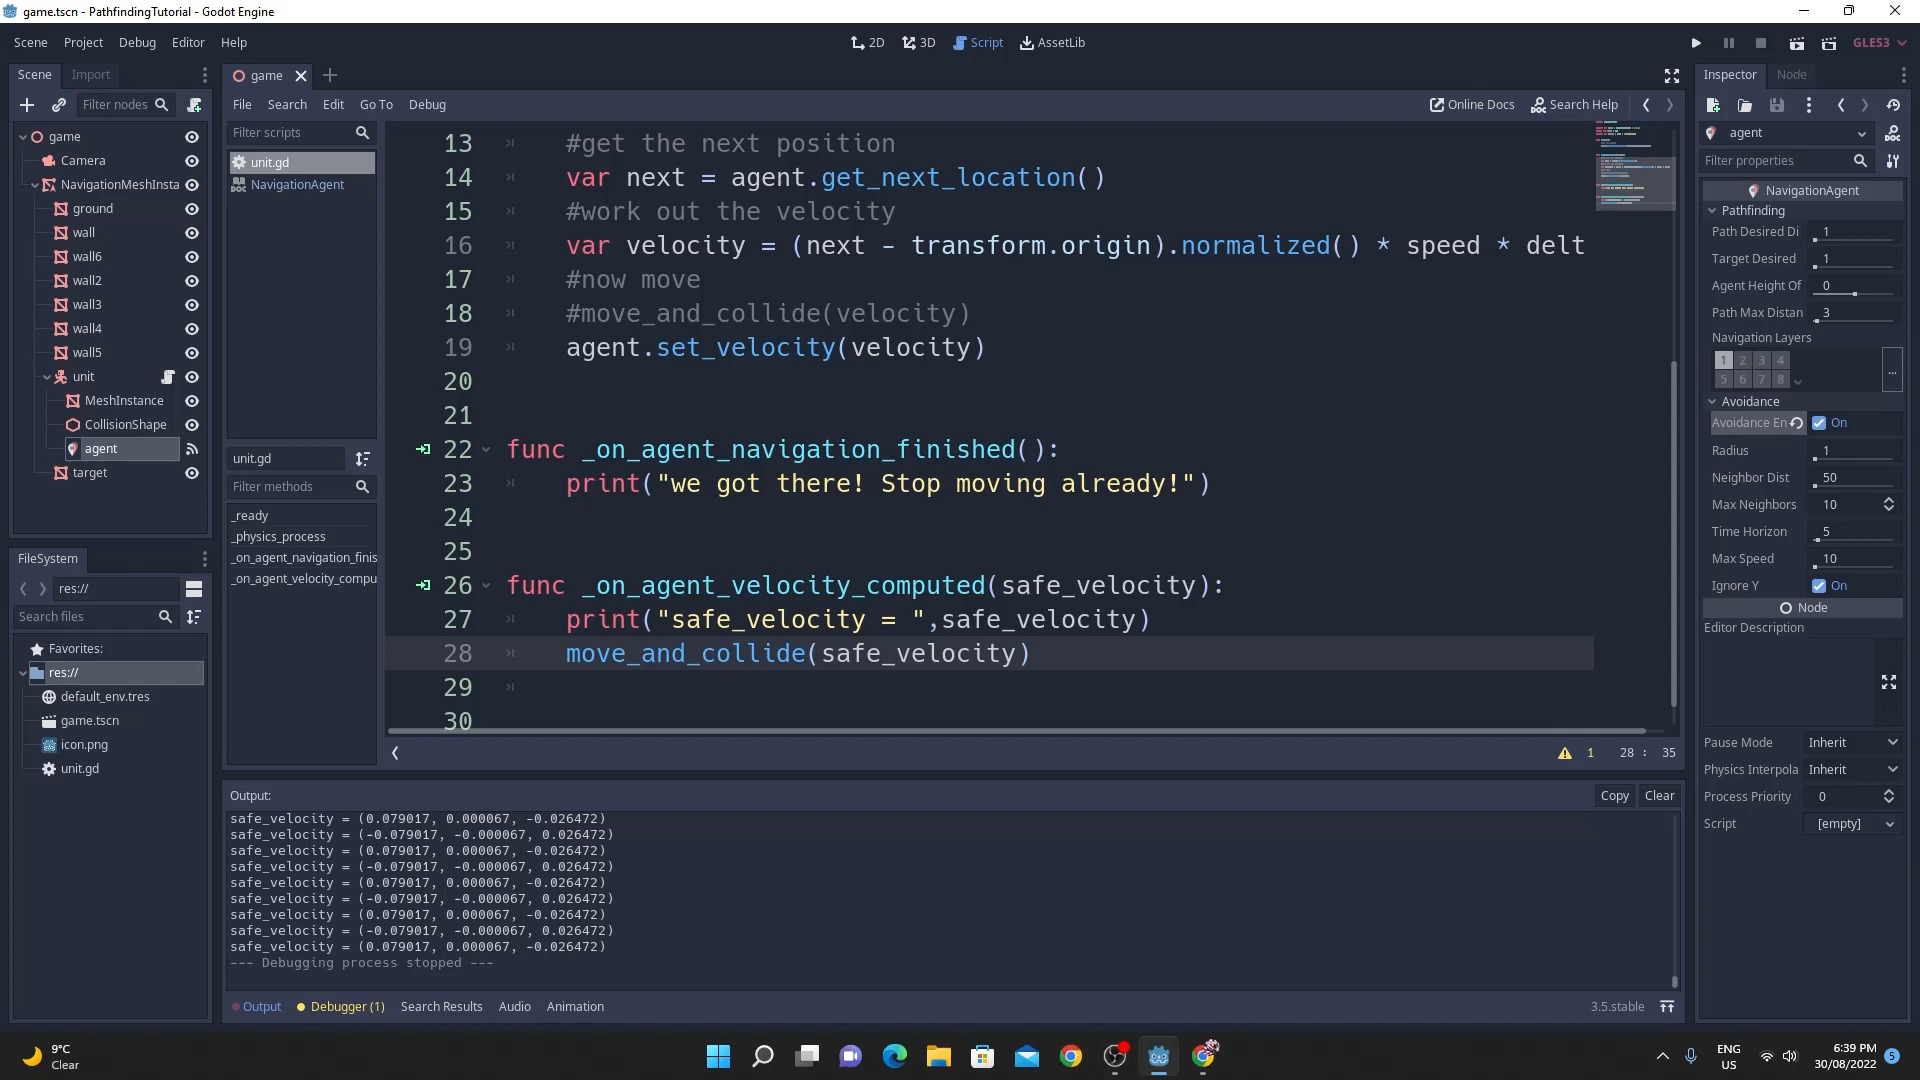 game.tscn - PathfindingTutorial - Godot Engine
Scene Project Debug Editor Help
2D 3D Script AssetLib
GLES3
Scene Import
Filter nodes
game
Camera
NavigationMeshInsta
ground
wall
wall6
wall2
wall3
wall4
wall5
unit
MeshInstance
CollisionShape
agent
target
FileSystem
res://
Search files
Favorites:
res://
default_env.tres
game.tscn
icon.png
unit.gd
game
File Search Edit Go To Debug
Online Docs Search Help
Filter scripts
unit.gd
NavigationAgent
unit.gd
Filter methods
_ready
_physics_process
_on_agent_navigation_finis
_on_agent_velocity_compu
13 #get the next position
14 var next = agent.get_next_location()
15 #work out the velocity
16 var velocity = (next - transform.origin).normalized() * speed * delt
17 #now move
18 #move_and_collide(velocity)
19 agent.set_velocity(velocity)
20
21
22 func _on_agent_navigation_finished():
23 print("we got there! Stop moving already!")
24
25
26 func _on_agent_velocity_computed(safe_velocity):
27 print("safe_velocity = ",safe_velocity)
28 move_and_collide(safe_velocity)
29
30
1 28 : 35
Output:
Copy Clear
safe_velocity = (0.079017, 0.000067, -0.026472)
safe_velocity = (-0.079017, -0.000067, 0.026472)
safe_velocity = (0.079017, 0.000067, -0.026472)
safe_velocity = (-0.079017, -0.000067, 0.026472)
safe_velocity = (0.079017, 0.000067, -0.026472)
safe_velocity = (-0.079017, -0.000067, 0.026472)
safe_velocity = (0.079017, 0.000067, -0.026472)
safe_velocity = (-0.079017, -0.000067, 0.026472)
safe_velocity = (0.079017, 0.000067, -0.026472)
--- Debugging process stopped ---
Output Debugger (1) Search Results Audio Animation
3.5.stable
Inspector Node
agent
Filter properties
NavigationAgent
Pathfinding
Path Desired Di 1
Target Desired 1
Agent Height Of 0
Path Max Distan 3
Navigation Layers
1 2 3 4
5 6 7 8
...
Avoidance
Avoidance En On
Radius 1
Neighbor Dist 50
Max Neighbors 10
Time Horizon 5
Max Speed 10
Ignore Y On
Node
Editor Description
Pause Mode Inherit
Physics Interpola Inherit
Process Priority 0
Script [empty]
9°C
Clear
ENG
US
6:39 PM
30/08/2022
5